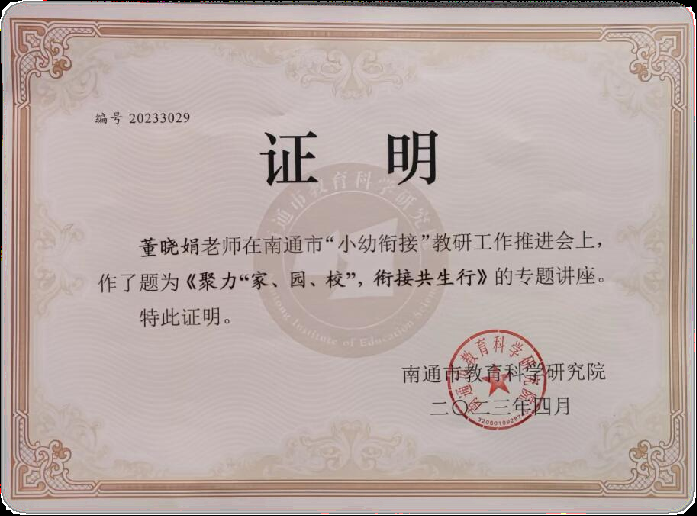 编号 20233029
证 明
董晓娟老师在南通市“小幼衔接”教研工作推进会上，
作了题为《聚力“家、园、校”，衔接共生行》的专题讲座。
特此证明。
南通市教育科学研究院
二〇二三年四月